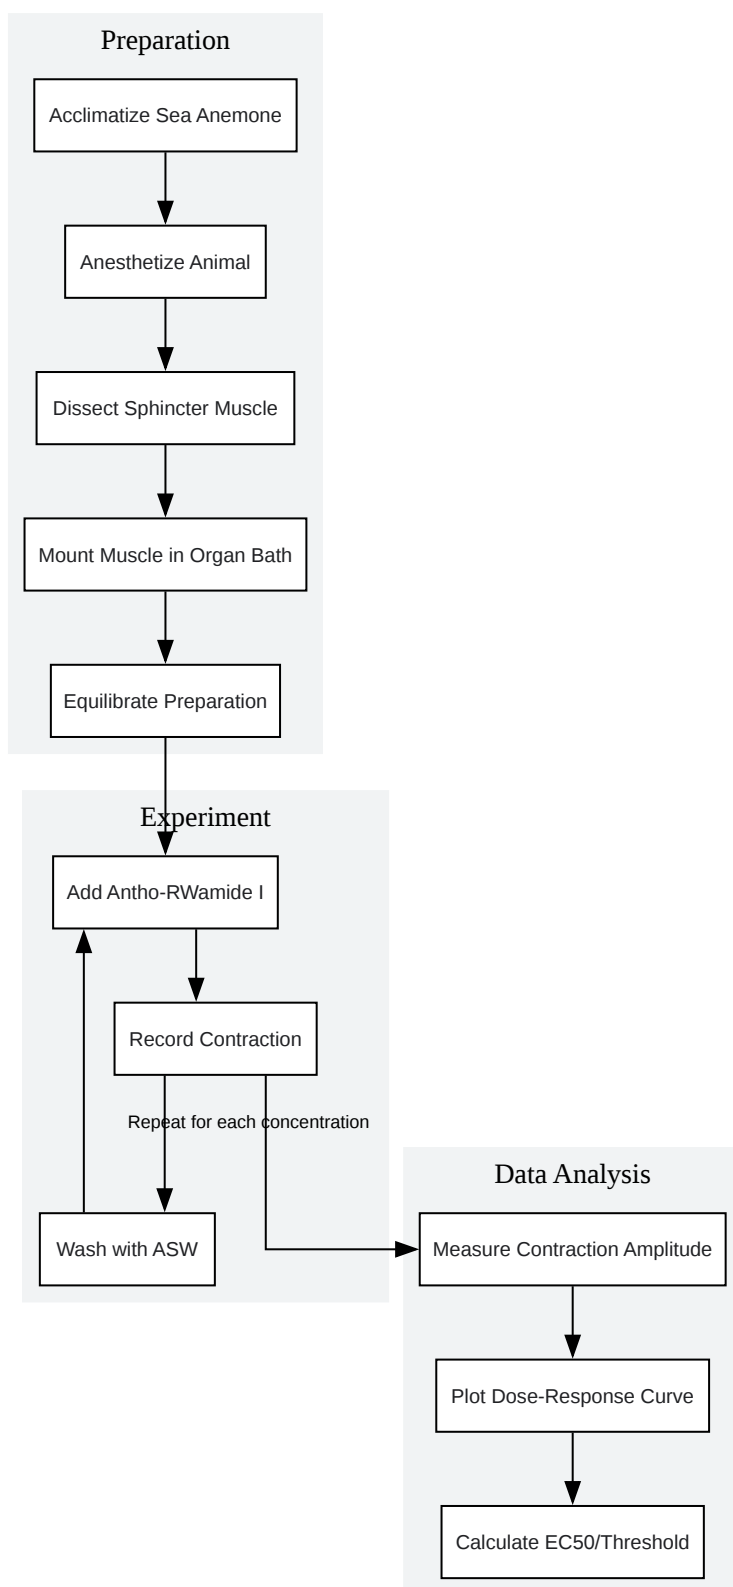 Preparation
Acclimatize Sea Anemone
Anesthetize Animal
Dissect Sphincter Muscle
Mount Muscle in Organ Bath
Equilibrate Preparation
Experiment
Add Antho-RWamide I
Record Contraction
Repeat for each concentration
Wash with ASW
Data Analysis
Measure Contraction Amplitude
Plot Dose-Response Curve
Calculate EC50/Threshold